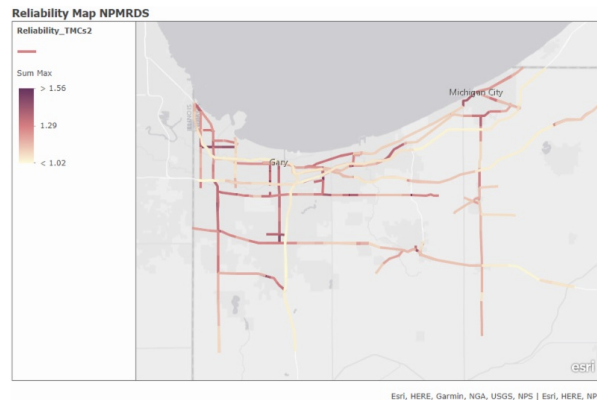 Reliability Map NPMRDS
Reliability_TMCs2
Sum Max
> 1.56
1.29
< 1.02
Michigan City
Gary
esri
Esri, HERE, Garmin, NGA, USGS, NPS | Esri, HERE, NP